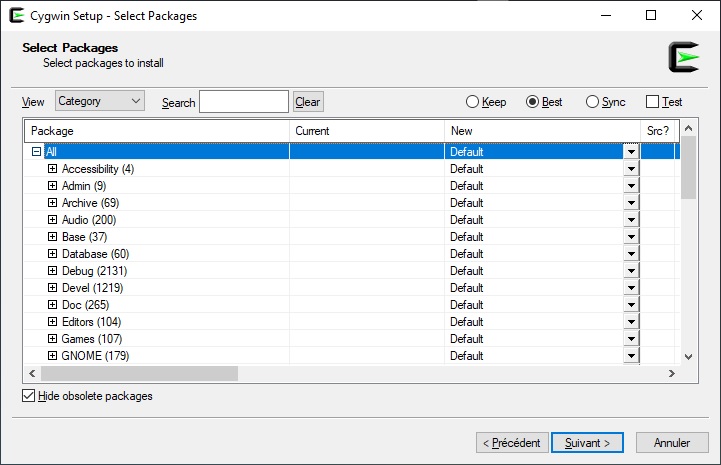 Cygwin Setup - Select Packages
Select Packages
Select packages to install
View Category Search Clear Keep Best Sync Test
Package Current New Src?
All Default
Accessibility (4) Default
Admin (9) Default
Archive (69) Default
Audio (200) Default
Base (37) Default
Database (60) Default
Debug (2131) Default
Devel (1219) Default
Doc (265) Default
Editors (104) Default
Games (107) Default
GNOME (179) Default
Hide obsolete packages
< Précédent Suivant > Annuler